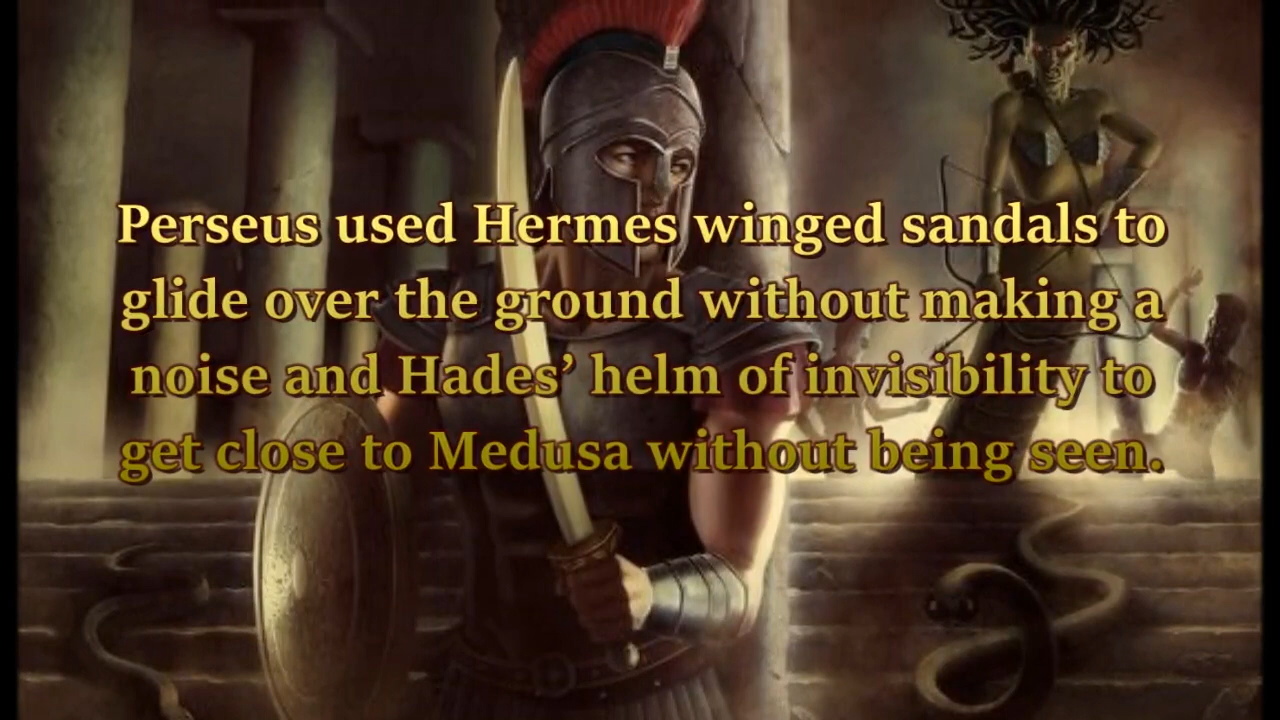 Perseus used Hermes winged sandals to
glide over the ground without making a
noise and Hades’ helm of invisibility to
get close to Medusa without being seen.